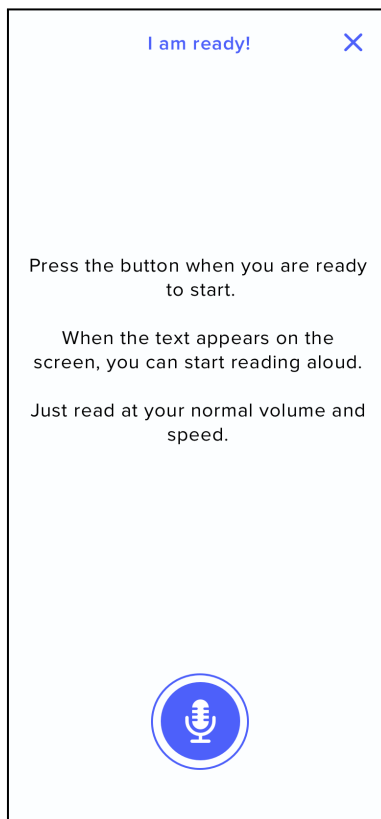 I am ready!
Press the button when you are ready
to start.
When the text appears on the
screen, you can start reading aloud.
Just read at your normal volume and
speed.